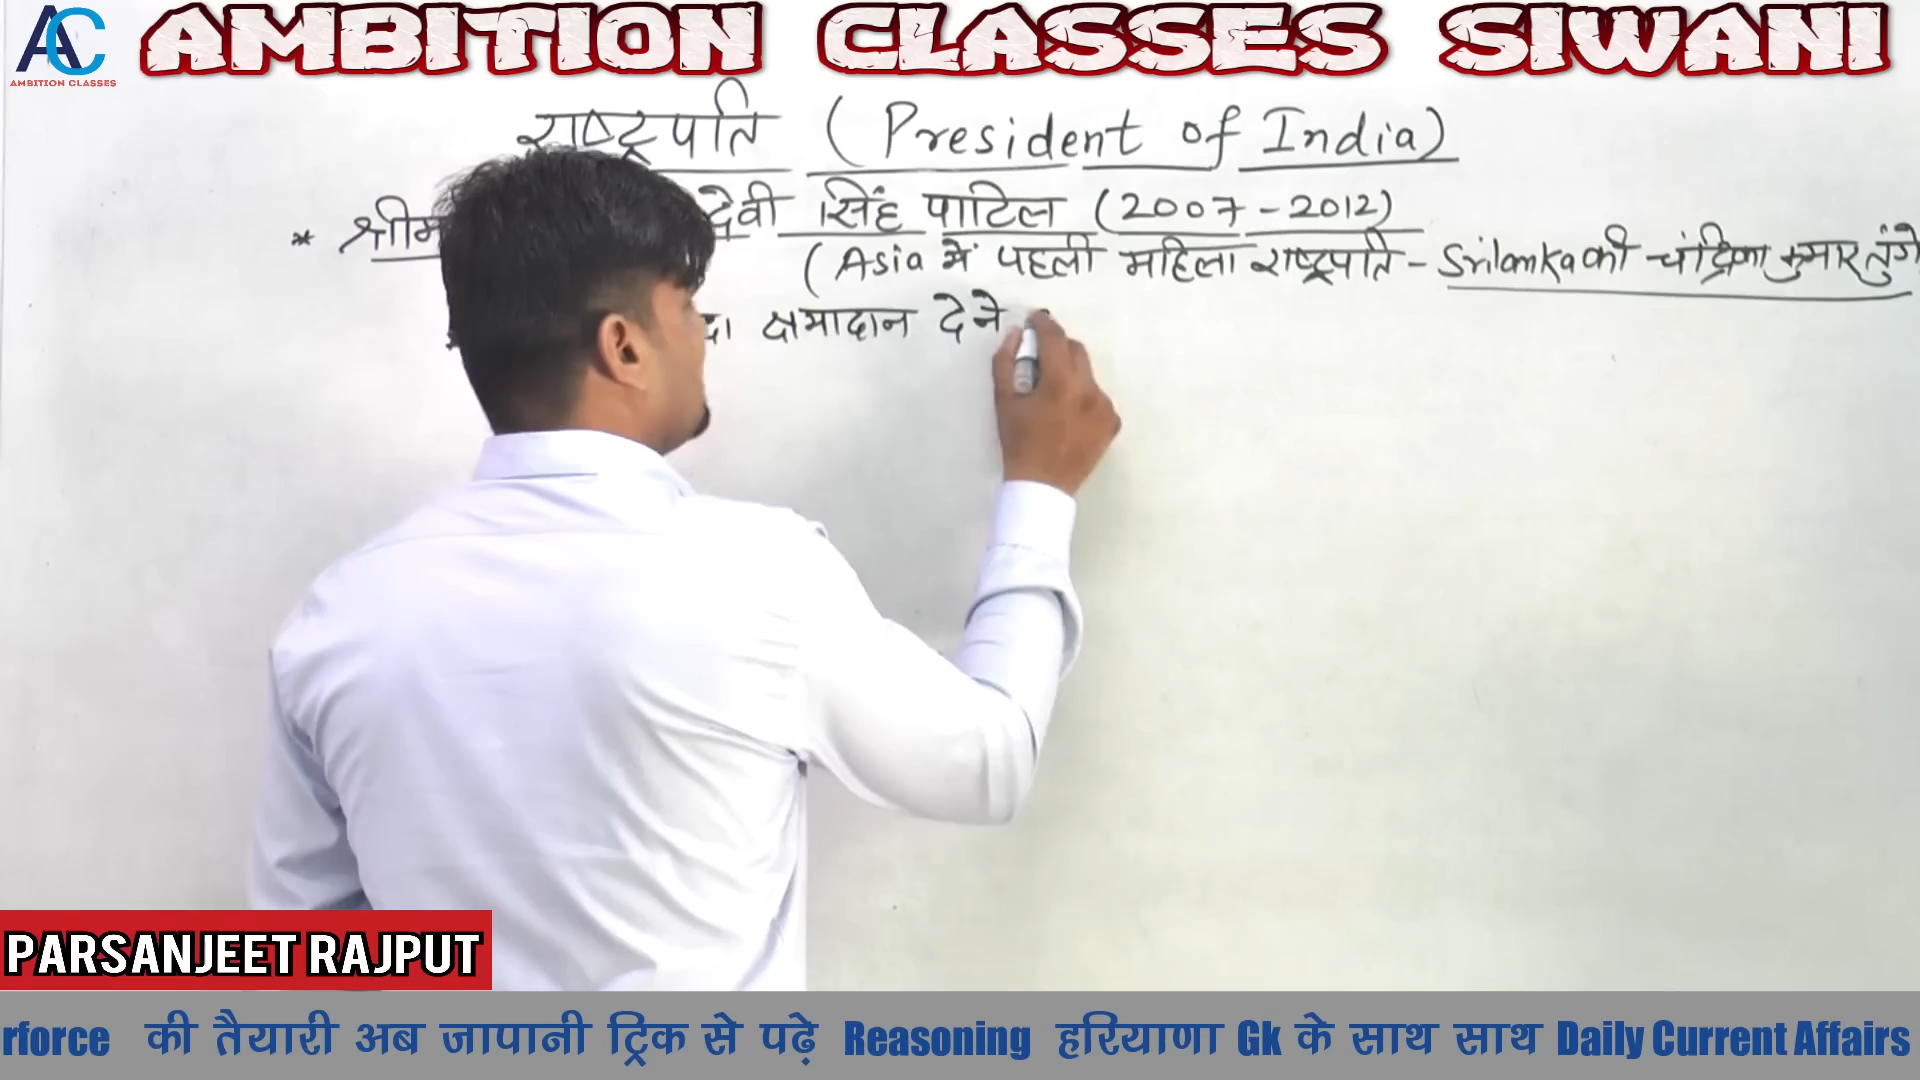 AC AMBITION CLASSES
AMBITION CLASSES SIWANI
राष्ट्रपति (President of India)
* श्रीम देवी सिंह पाटिल (2007-2012)
(Asia में पहली महिला राष्ट्रपति - Srilanka की चंद्रिका कुमार तुंगे
क्षमादान देने
PARSANJEET RAJPUT
rforce की तैयारी अब जापानी ट्रिक से पढ़े Reasoning हरियाणा Gk के साथ साथ Daily Current Affairs